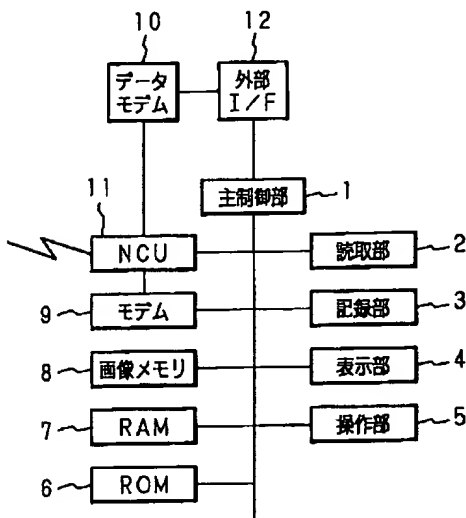 10
12
データ
モデム
外部
I/F
主制御部
1
11
NCU
読取部
2
9
モデム
記録部
3
8
画像メモリ
表示部
4
7
RAM
操作部
5
6
ROM